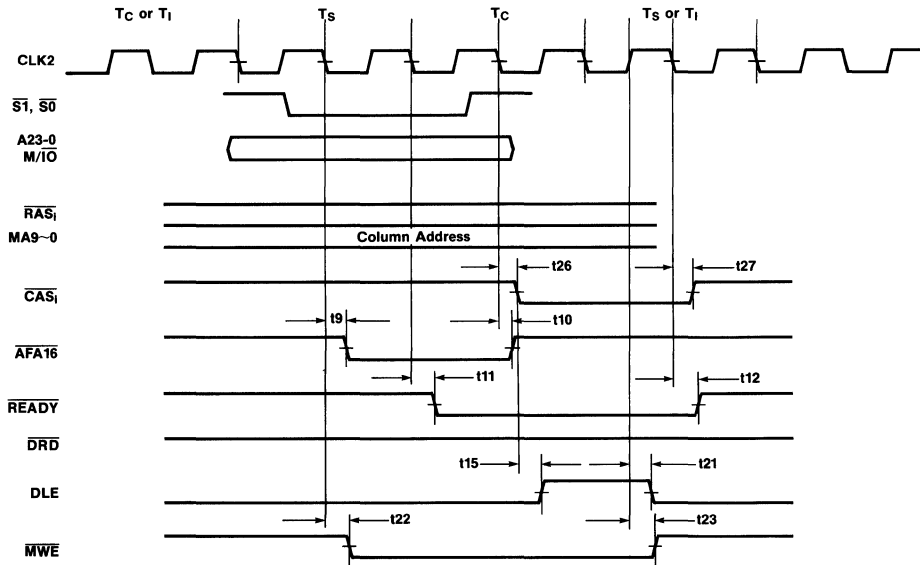 TC or TI TS TC TS or TI
CLK2
S1, S0
A23-0
M/IO
RASi
MA9~0 Column Address
t26 t27
CASi
t9 t10
AFA16
t11 t12
READY
DRD
t15 t21
DLE
t22 t23
MWE